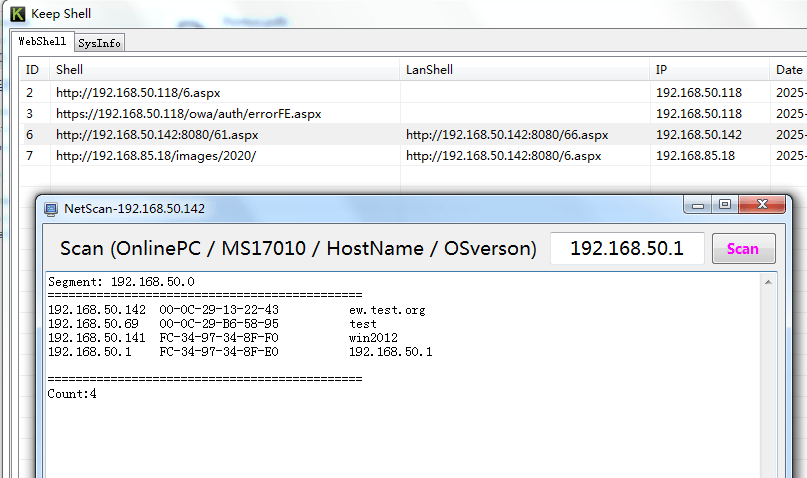 Keep Shell
WebShell SysInfo
ID Shell LanShell IP Date
2 http://192.168.50.118/6.aspx 192.168.50.118 2025-
3 https://192.168.50.118/owa/auth/errorFE.aspx 192.168.50.118 2025-
6 http://192.168.50.142:8080/61.aspx http://192.168.50.142:8080/66.aspx 192.168.50.142 2025-
7 http://192.168.85.18/images/2020/ http://192.168.50.142:8080/6.aspx 192.168.85.18 2025-
NetScan-192.168.50.142
Scan (OnlinePC / MS17010 / HostName / OSverson) 192.168.50.1 Scan
Segment: 192.168.50.0
=========================================
192.168.50.142 00-0C-29-13-22-43 ew.test.org
192.168.50.69 00-0C-29-B6-58-95 test
192.168.50.141 FC-34-97-34-8F-F0 win2012
192.168.50.1 FC-34-97-34-8F-E0 192.168.50.1
=========================================
Count:4